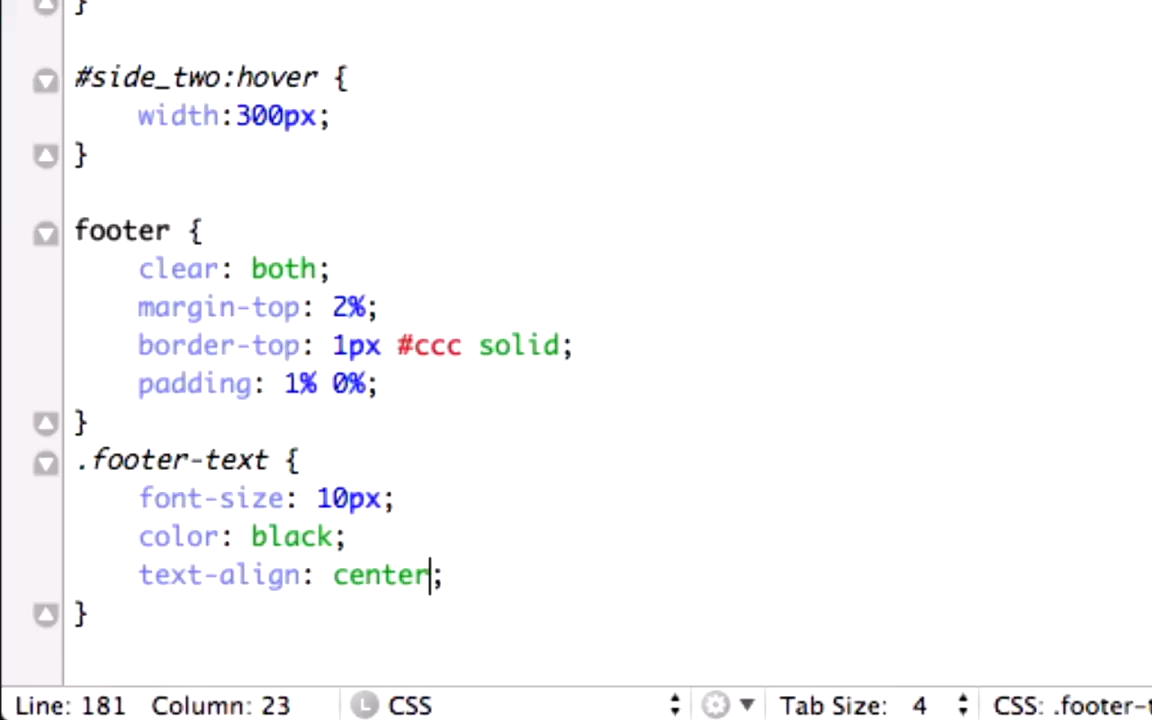 }
#side_two:hover {
width:300px;
}
footer {
clear: both;
margin-top: 2%;
border-top: 1px #ccc solid;
padding: 1% 0%;
}
.footer-text {
font-size: 10px;
color: black;
text-align: center;
}
Line: 181 Column: 23 L CSS Tab Size: 4 CSS: .footer-t